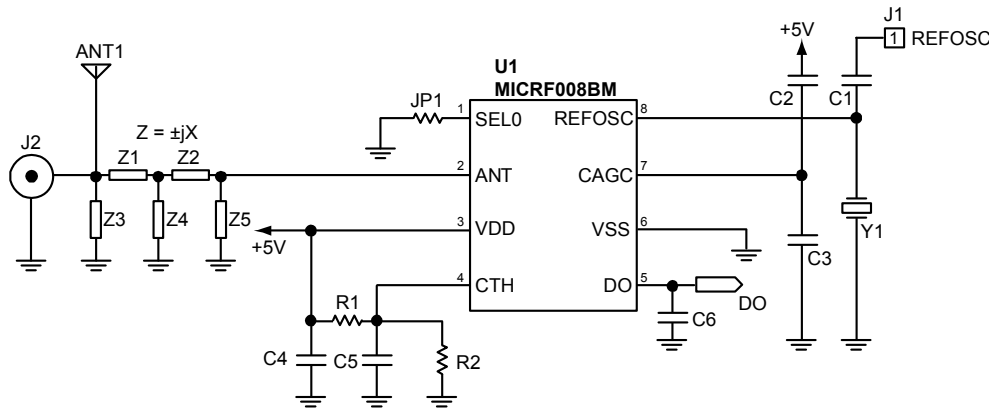 J1
+5V
1 REFOSC
ANT1
U1
MICRF008BM
C2
C1
JP1
1
SEL0
REFOSC
8
J2
Z = ±jX
Z1
Z2
2
ANT
CAGC
7
Z3
Z4
Z5
+5V
3
VDD
VSS
6
C3
Y1
4
CTH
DO
5
DO
R1
C6
C4
C5
R2